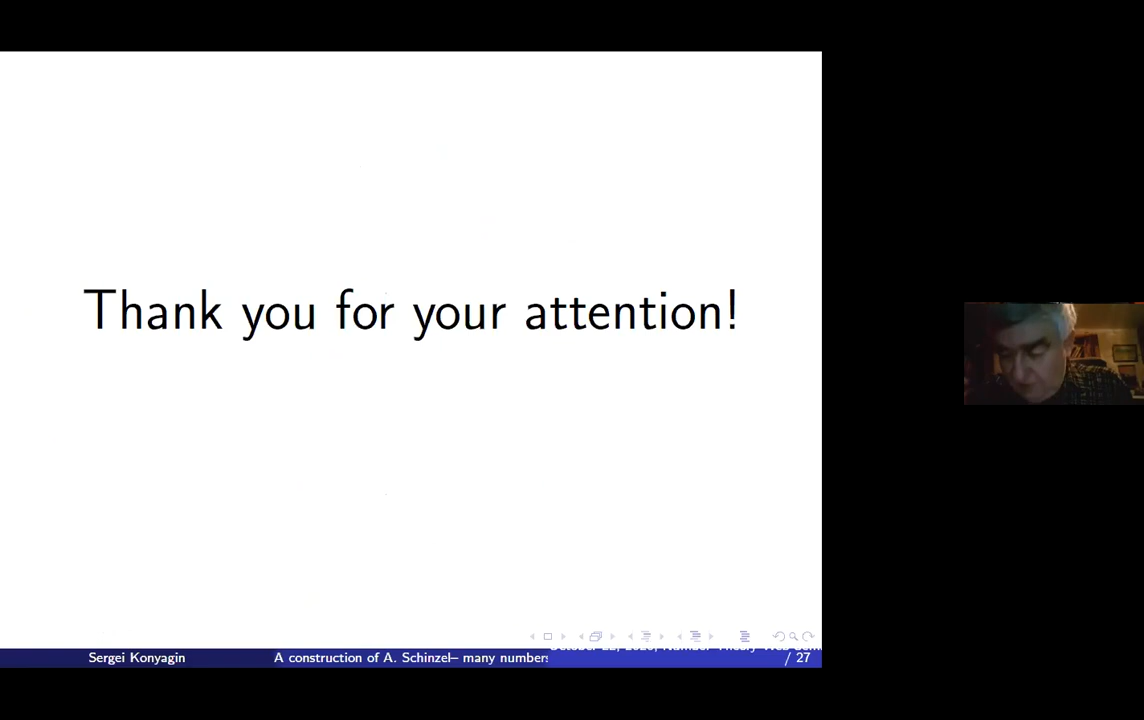 Thank you for your attention!
Sergei Konyagin
A construction of A. Schinzel– many numbers
/ 27